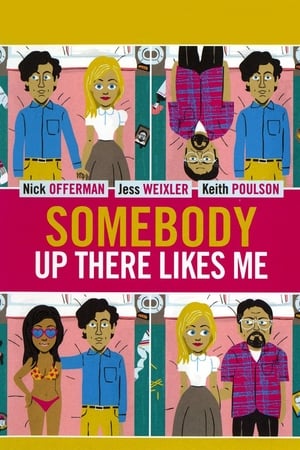 Nick OFFERMAN Jess WEIXLER Keith POULSON
SOMEBODY
UP THERE LIKES ME